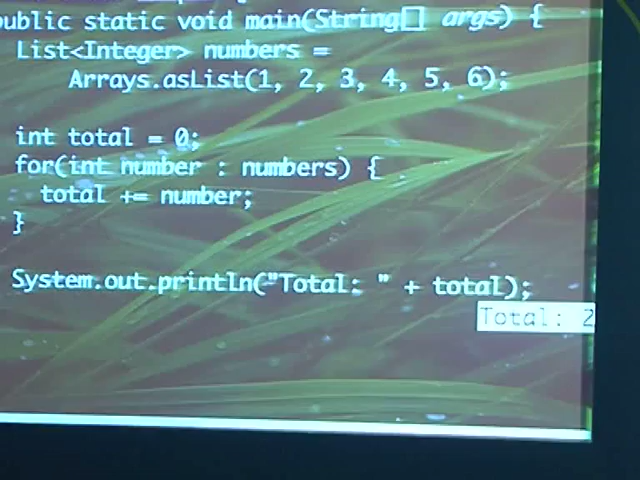 public static void main(String[] args) {
List<Integer> numbers =
Arrays.asList(1, 2, 3, 4, 5, 6);
int total = 0;
for(int number : numbers) {
total += number;
}
System.out.println("Total: " + total);
Total: 2